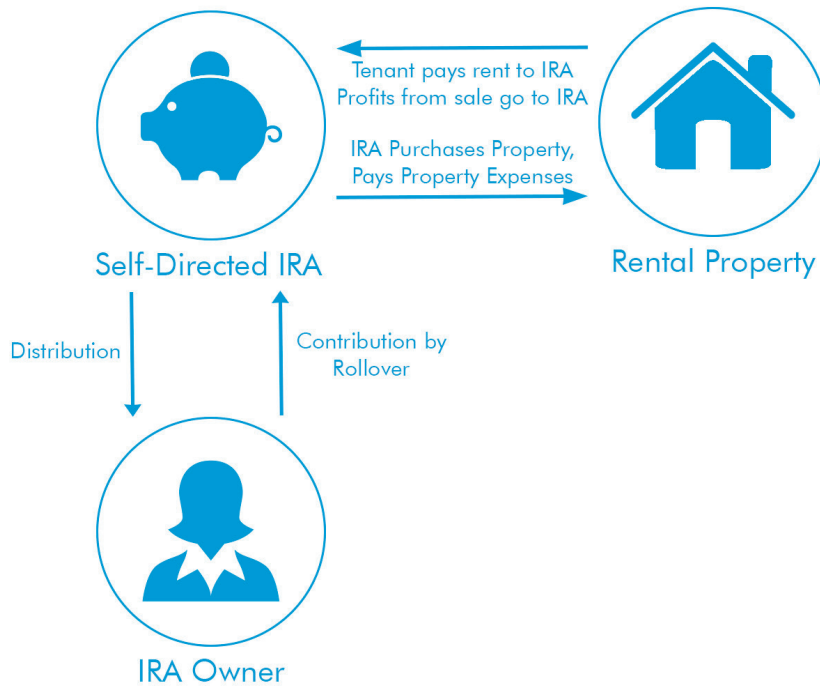 Tenant pays rent to IRA
Profits from sale go to IRA
IRA Purchases Property,
Pays Property Expenses
Self-Directed IRA
Rental Property
Distribution
Contribution by
Rollover
IRA Owner